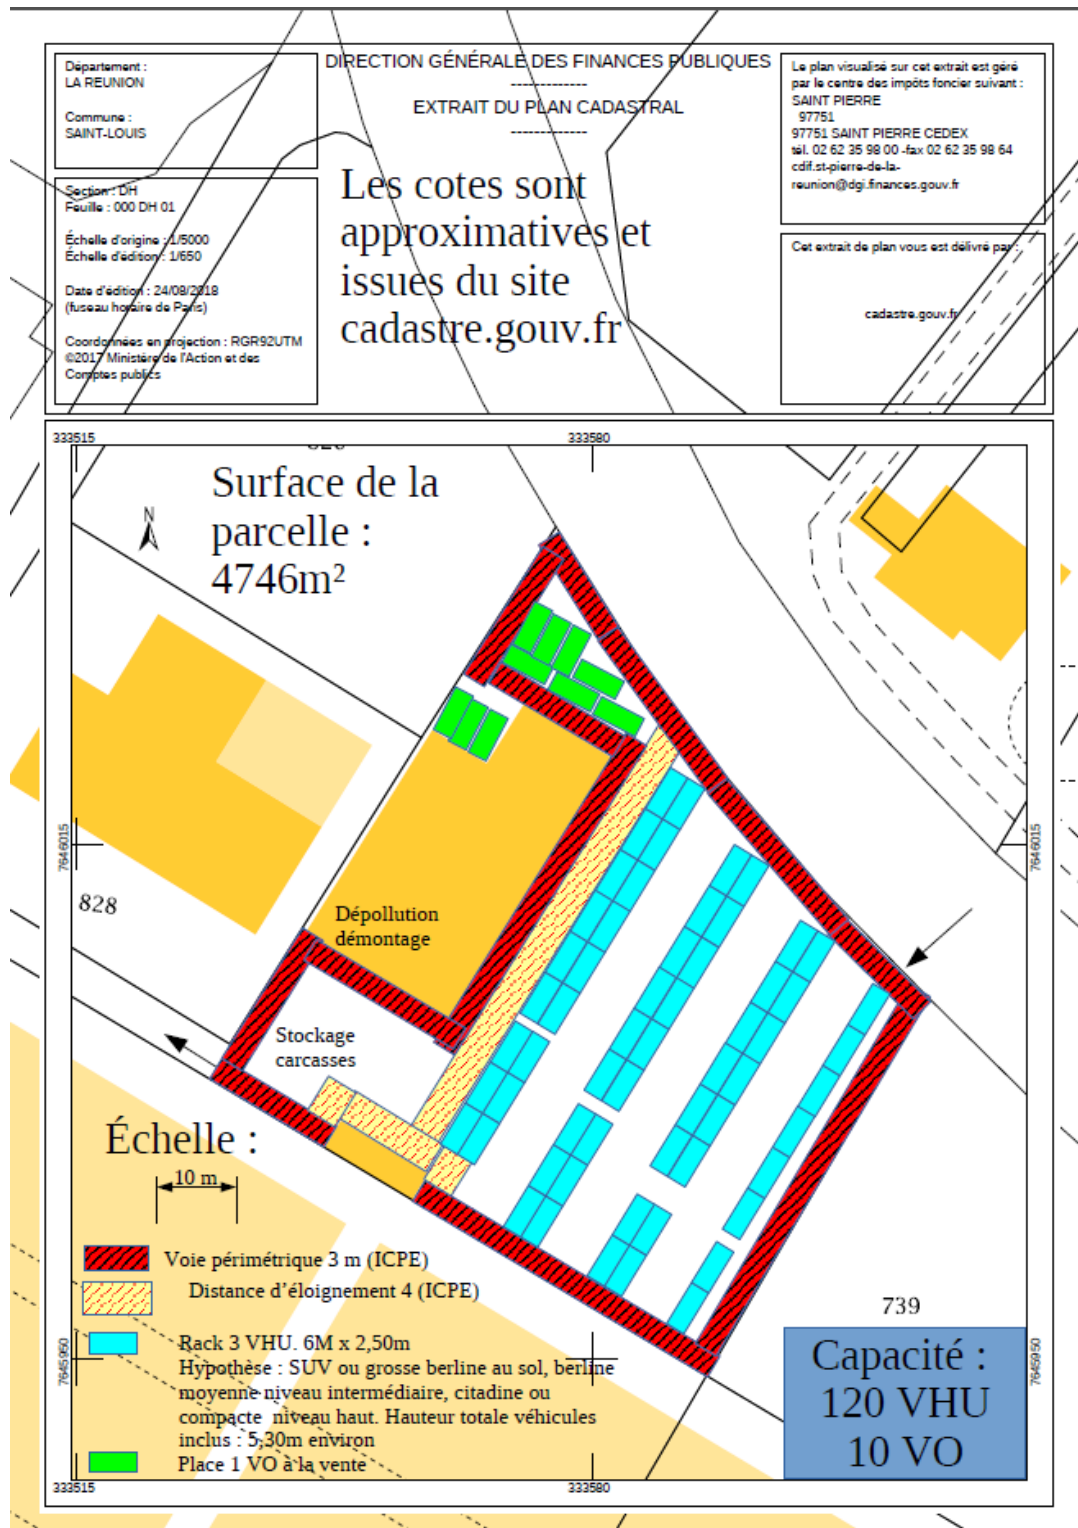 Département :
LA REUNION
Commune :
SAINT-LOUIS
Section : DH
Feuille : 000 DH 01
Échelle d'origine : 1/5000
Échelle d'édition : 1/650
Date d'édition : 24/08/2018
(fuseau horaire de Paris)
Coordonnées en projection : RGR92UTM
©2017 Ministère de l'Action et des
Comptes publics
DIRECTION GÉNÉRALE DES FINANCES PUBLIQUES
-------------
EXTRAIT DU PLAN CADASTRAL
-------------
Les cotes sont
approximatives et
issues du site
cadastre.gouv.fr
Le plan visualisé sur cet extrait est géré
par le centre des impôts foncier suivant :
SAINT PIERRE
97751
97751 SAINT PIERRE CEDEX
tél. 02 62 35 98 00 -fax 02 62 35 98 64
cdif.st-pierre-de-la-
reunion@dgi.finances.gouv.fr
Cet extrait de plan vous est délivré par :
cadastre.gouv.fr
333515
333580
Surface de la
parcelle :
4746m²
N
7646015
7646015
828
Dépollution
démontage
Stockage
carcasses
Échelle :
10 m
Voie périmétrique 3 m (ICPE)
Distance d'éloignement 4 (ICPE)
Rack 3 VHU. 6M x 2,50m
Hypothèse : SUV ou grosse berline au sol, berline
moyenne niveau intermédiaire, citadine ou
compacte niveau haut. Hauteur totale véhicules
inclus : 5,30m environ
Place 1 VO à la vente
739
Capacité :
120 VHU
10 VO
7645950
7645950
333515
333580